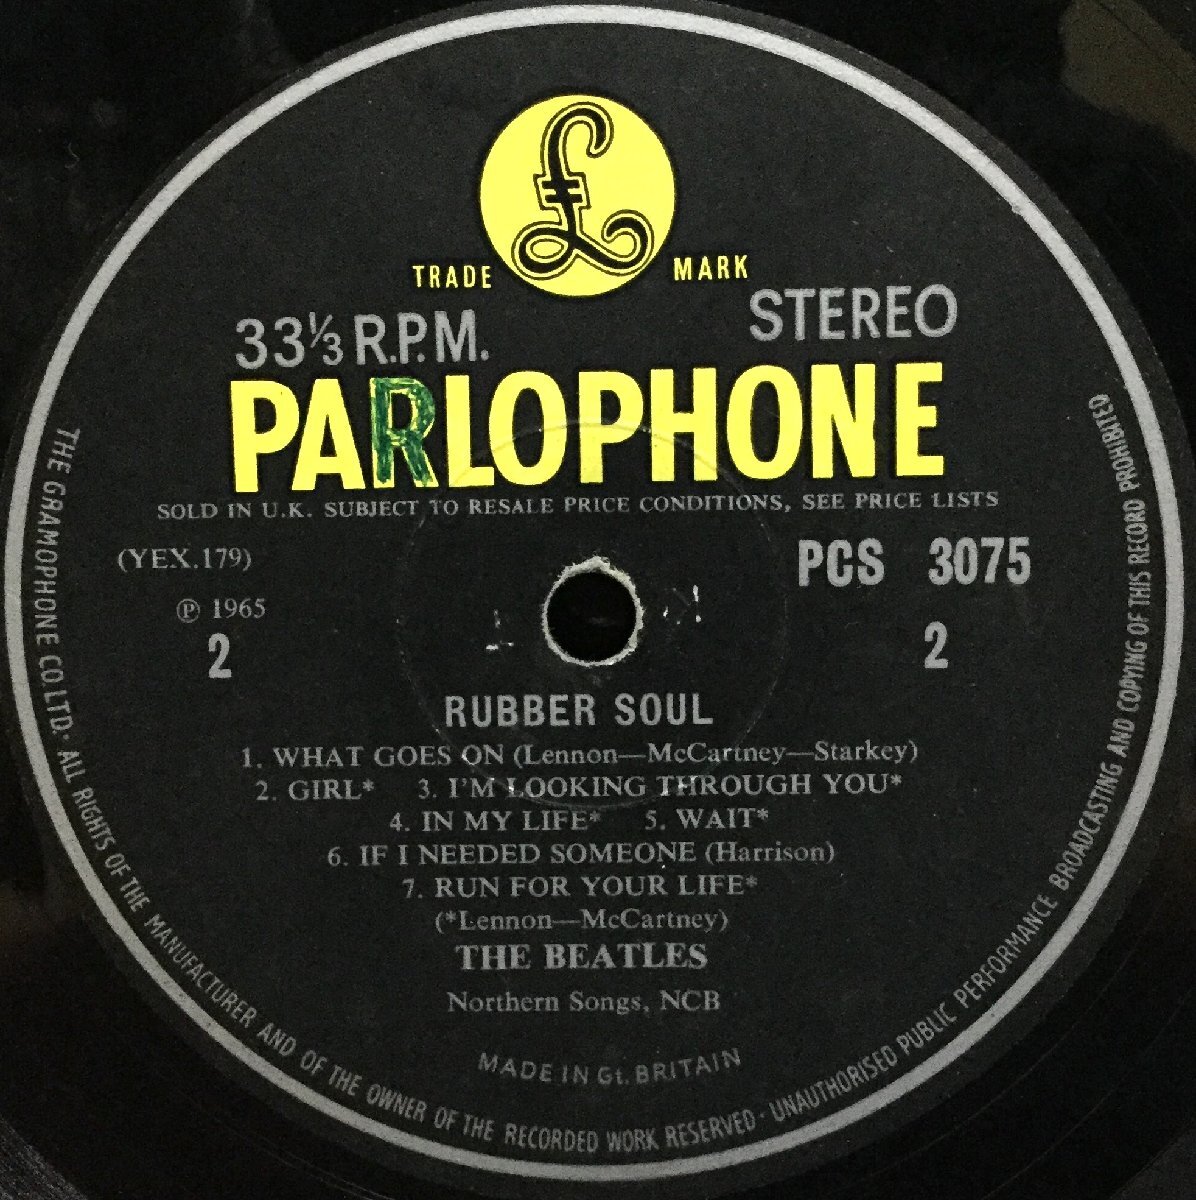 £
TRADE MARK
33⅓ R.P.M. STEREO
PARLOPHONE
SOLD IN U.K. SUBJECT TO RESALE PRICE CONDITIONS, SEE PRICE LISTS
(YEX.179) PCS 3075
℗ 1965
2 2
RUBBER SOUL
1. WHAT GOES ON (Lennon—McCartney—Starkey)
2. GIRL* 3. I'M LOOKING THROUGH YOU*
4. IN MY LIFE* 5. WAIT*
6. IF I NEEDED SOMEONE (Harrison)
7. RUN FOR YOUR LIFE*
(*Lennon—McCartney)
THE BEATLES
Northern Songs, NCB
MADE IN Gt. BRITAIN
THE GRAMOPHONE CO. LTD. · ALL RIGHTS OF THE MANUFACTURER AND OF THE OWNER OF THE RECORDED WORK RESERVED · UNAUTHORISED PUBLIC PERFORMANCE BROADCASTING AND COPYING OF THIS RECORD PROHIBITED